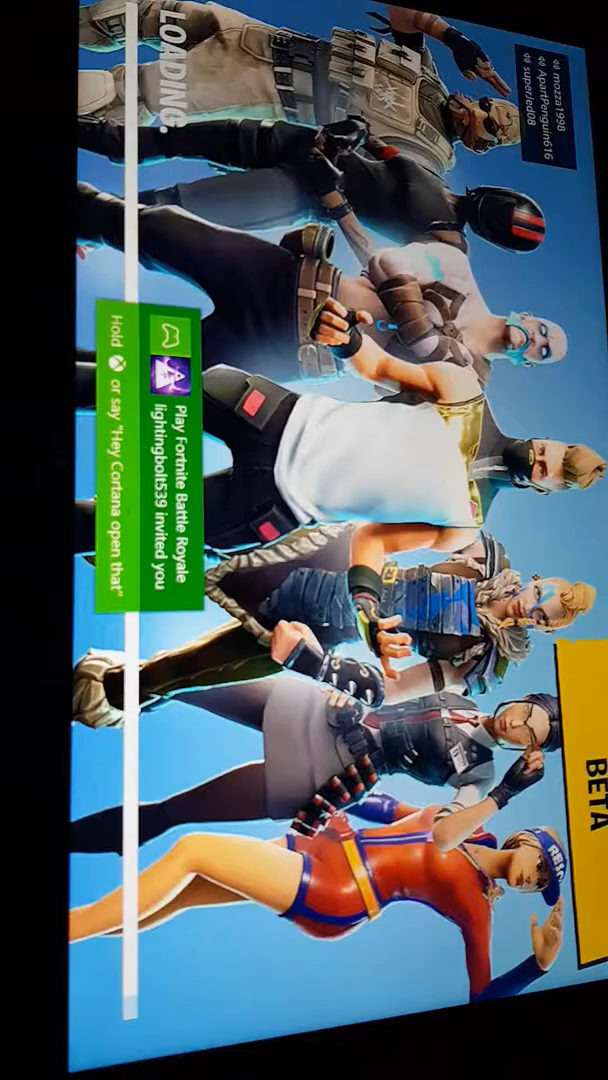 mozza1998
ApartPenguin616
superJed08
BETA
RESC
Play Fortnite Battle Royale
lightingbolt539 invited you
Hold or say "Hey Cortana open that"
LOADING.